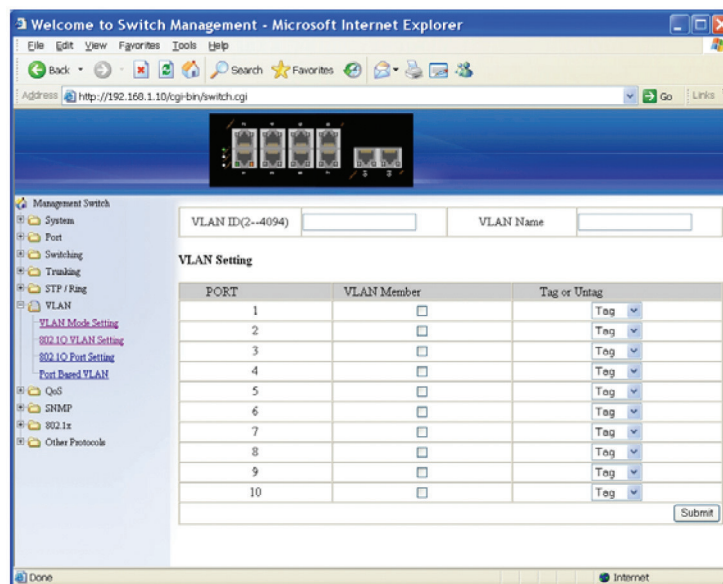 Welcome to Switch Management - Microsoft Internet Explorer
File Edit View Favorites Tools Help
Back Search Favorites
Address http://192.168.1.10/cgi-bin/switch.cgi Go Links
Management Switch
System
Port
Switching
Trunking
STP / Ring
VLAN
VLAN Mode Setting
802.1Q VLAN Setting
802.1Q Port Setting
Port Based VLAN
QoS
SNMP
802.1x
Other Protocols
VLAN ID(2--4094) VLAN Name
VLAN Setting
PORT VLAN Member Tag or Untag
1 Tag
2 Tag
3 Tag
4 Tag
5 Tag
6 Tag
7 Tag
8 Tag
9 Tag
10 Tag
Submit
Done Internet